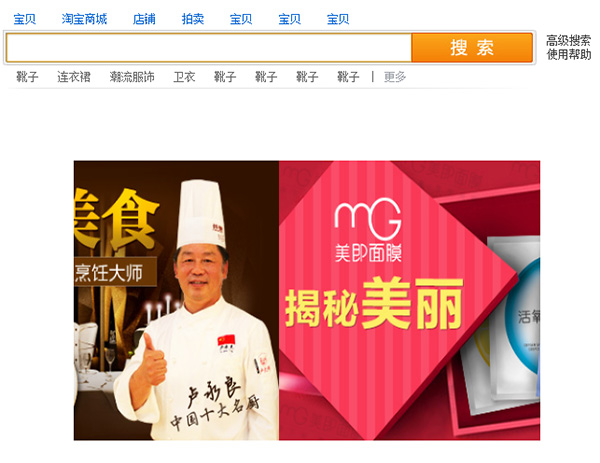 宝贝 淘宝商城 店铺 拍卖 宝贝 宝贝 宝贝
搜 索
高级搜索
使用帮助
靴子 连衣裙 潮流服饰 卫衣 靴子 靴子 靴子 靴子 | 更多
美食
烹饪大师
卢永良
中国十大名厨
mG
美即面膜
揭秘美丽
活氧